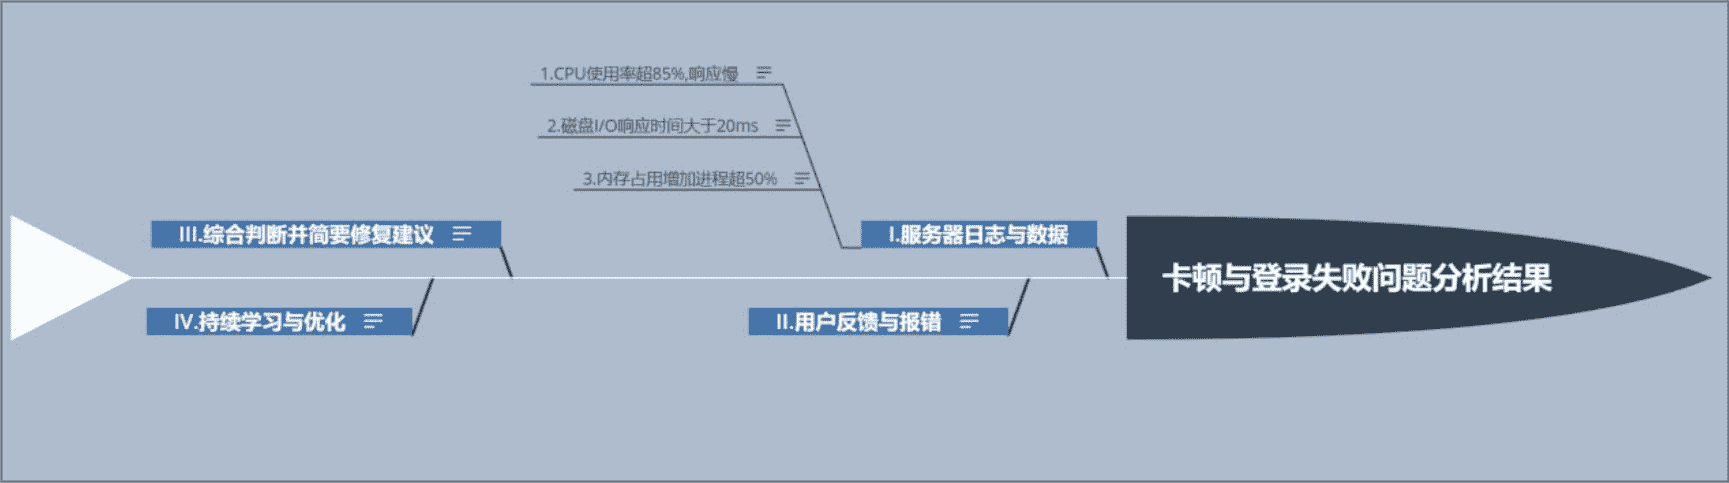 1.CPU使用率超85%,响应慢
2.磁盘I/O响应时间大于20ms
3.内存占用增加进程超50%
III.综合判断并简要修复建议
I.服务器日志与数据
卡顿与登录失败问题分析结果
IV.持续学习与优化
II.用户反馈与报错